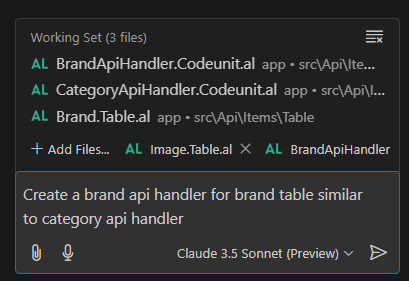 Working Set (3 files)
AL BrandApiHandler.Codeunit.al app • src\Api\Ite...
AL CategoryApiHandler.Codeunit.al app • src\Api\I...
AL Brand.Table.al app • src\Api\Items\Table
+ Add Files... AL Image.Table.al × AL BrandApiHandler
Create a brand api handler for brand table similar
to category api handler
Claude 3.5 Sonnet (Preview)